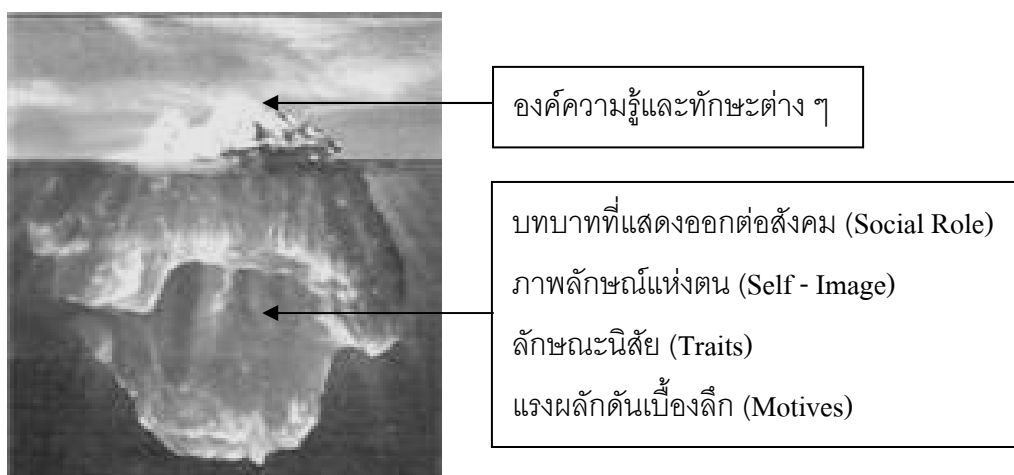 องค์ความรู้และทักษะต่าง ๆ
บทบาทที่แสดงออกต่อสังคม (Social Role)
ภาพลักษณ์แห่งตน (Self - Image)
ลักษณะนิสัย (Traits)
แรงผลักดันเบื้องลึก (Motives)